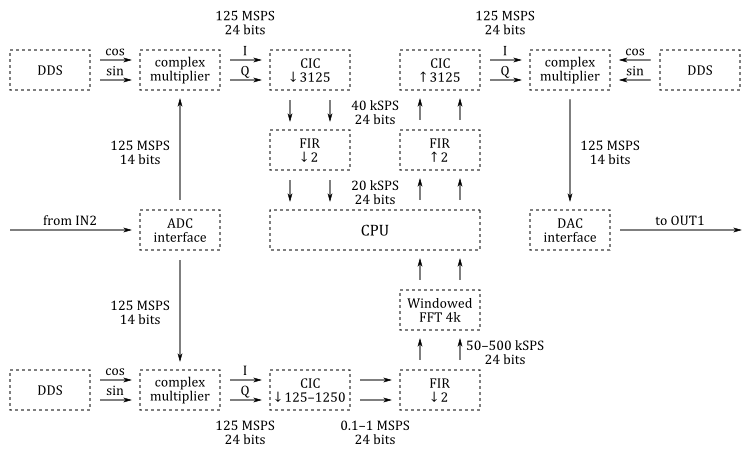 125 MSPS
24 bits
125 MSPS
24 bits
DDS
cos
sin
complex
multiplier
I
Q
CIC
↓3125
CIC
↑3125
I
Q
complex
multiplier
cos
sin
DDS
40 kSPS
24 bits
125 MSPS
14 bits
FIR
↓2
FIR
↑2
125 MSPS
14 bits
20 kSPS
24 bits
from IN2
ADC
interface
CPU
DAC
interface
to OUT1
125 MSPS
14 bits
Windowed
FFT 4k
50–500 kSPS
24 bits
DDS
cos
sin
complex
multiplier
I
Q
CIC
↓125–1250
FIR
↓2
125 MSPS
24 bits
0.1–1 MSPS
24 bits